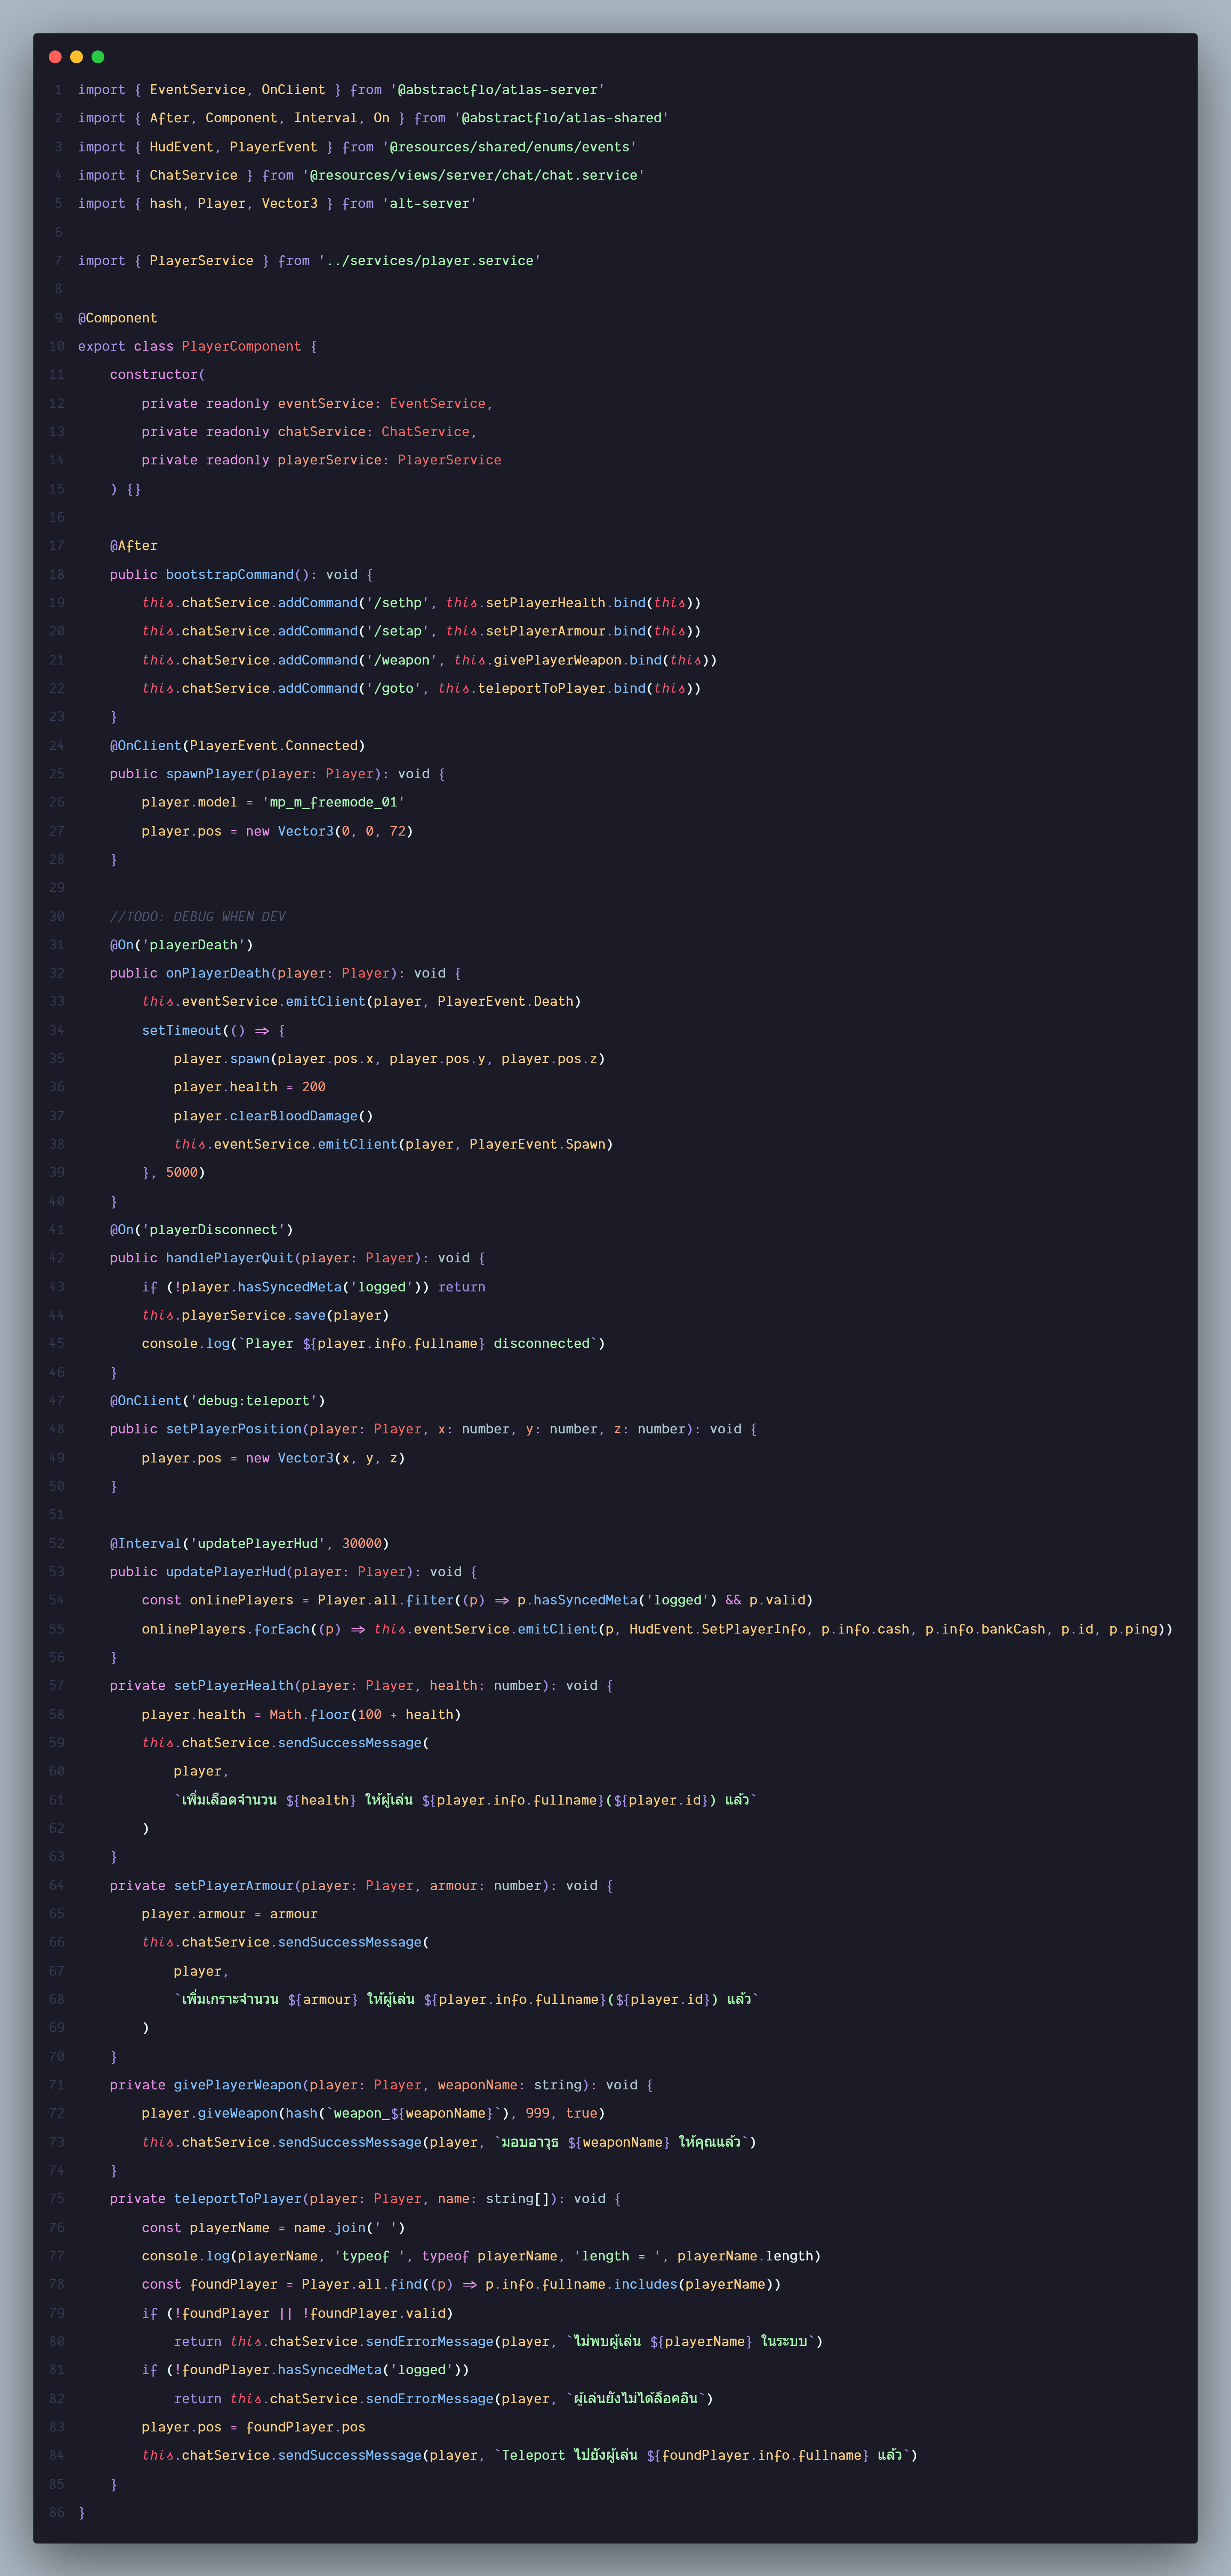 1 import { EventService, OnClient } from '@abstractflo/atlas-server'
2 import { After, Component, Interval, On } from '@abstractflo/atlas-shared'
3 import { HudEvent, PlayerEvent } from '@resources/shared/enums/events'
4 import { ChatService } from '@resources/views/server/chat/chat.service'
5 import { hash, Player, Vector3 } from 'alt-server'
6
7 import { PlayerService } from '../services/player.service'
8
9 @Component
10 export class PlayerComponent {
11     constructor(
12         private readonly eventService: EventService,
13         private readonly chatService: ChatService,
14         private readonly playerService: PlayerService
15     ) {}
16
17     @After
18     public bootstrapCommand(): void {
19         this.chatService.addCommand('/sethp', this.setPlayerHealth.bind(this))
20         this.chatService.addCommand('/setap', this.setPlayerArmour.bind(this))
21         this.chatService.addCommand('/weapon', this.givePlayerWeapon.bind(this))
22         this.chatService.addCommand('/goto', this.teleportToPlayer.bind(this))
23     }
24     @OnClient(PlayerEvent.Connected)
25     public spawnPlayer(player: Player): void {
26         player.model = 'mp_m_freemode_01'
27         player.pos = new Vector3(0, 0, 72)
28     }
29
30     //TODO: DEBUG WHEN DEV
31     @On('playerDeath')
32     public onPlayerDeath(player: Player): void {
33         this.eventService.emitClient(player, PlayerEvent.Death)
34         setTimeout(() => {
35             player.spawn(player.pos.x, player.pos.y, player.pos.z)
36             player.health = 200
37             player.clearBloodDamage()
38             this.eventService.emitClient(player, PlayerEvent.Spawn)
39         }, 5000)
40     }
41     @On('playerDisconnect')
42     public handlePlayerQuit(player: Player): void {
43         if (!player.hasSyncedMeta('logged')) return
44         this.playerService.save(player)
45         console.log(`Player ${player.info.fullname} disconnected`)
46     }
47     @OnClient('debug:teleport')
48     public setPlayerPosition(player: Player, x: number, y: number, z: number): void {
49         player.pos = new Vector3(x, y, z)
50     }
51
52     @Interval('updatePlayerHud', 30000)
53     public updatePlayerHud(player: Player): void {
54         const onlinePlayers = Player.all.filter((p) => p.hasSyncedMeta('logged') && p.valid)
55         onlinePlayers.forEach((p) => this.eventService.emitClient(p, HudEvent.SetPlayerInfo, p.info.cash, p.info.bankCash, p.id, p.ping))
56     }
57     private setPlayerHealth(player: Player, health: number): void {
58         player.health = Math.floor(100 + health)
59         this.chatService.sendSuccessMessage(
60             player,
61             `เพิ่มเลือดจำนวน ${health} ให้ผู้เล่น ${player.info.fullname}(${player.id}) แล้ว`
62         )
63     }
64     private setPlayerArmour(player: Player, armour: number): void {
65         player.armour = armour
66         this.chatService.sendSuccessMessage(
67             player,
68             `เพิ่มเกราะจำนวน ${armour} ให้ผู้เล่น ${player.info.fullname}(${player.id}) แล้ว`
69         )
70     }
71     private givePlayerWeapon(player: Player, weaponName: string): void {
72         player.giveWeapon(hash(`weapon_${weaponName}`), 999, true)
73         this.chatService.sendSuccessMessage(player, `มอบอาวุธ ${weaponName} ให้คุณแล้ว`)
74     }
75     private teleportToPlayer(player: Player, name: string[]): void {
76         const playerName = name.join(' ')
77         console.log(playerName, 'typeof ', typeof playerName, 'length = ', playerName.length)
78         const foundPlayer = Player.all.find((p) => p.info.fullname.includes(playerName))
79         if (!foundPlayer || !foundPlayer.valid)
80             return this.chatService.sendErrorMessage(player, `ไม่พบผู้เล่น ${playerName} ในระบบ`)
81         if (!foundPlayer.hasSyncedMeta('logged'))
82             return this.chatService.sendErrorMessage(player, `ผู้เล่นยังไม่ได้ล็อคอิน`)
83         player.pos = foundPlayer.pos
84         this.chatService.sendSuccessMessage(player, `Teleport ไปยังผู้เล่น ${foundPlayer.info.fullname} แล้ว`)
85     }
86 }